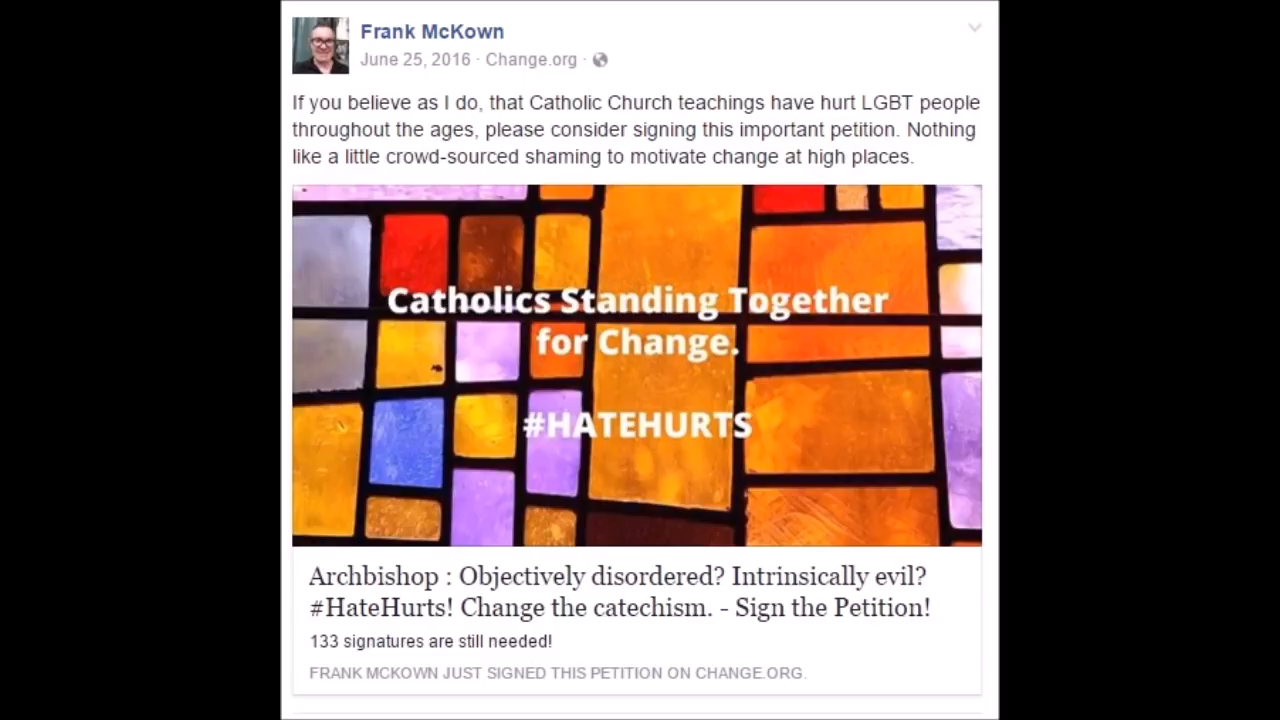 Frank McKown
June 25, 2016 · Change.org ·
If you believe as I do, that Catholic Church teachings have hurt LGBT people
throughout the ages, please consider signing this important petition. Nothing
like a little crowd-sourced shaming to motivate change at high places.
Catholics Standing Together
for Change.
#HATEHURTS
Archbishop : Objectively disordered? Intrinsically evil?
#HateHurts! Change the catechism. - Sign the Petition!
133 signatures are still needed!
FRANK MCKOWN JUST SIGNED THIS PETITION ON CHANGE.ORG.